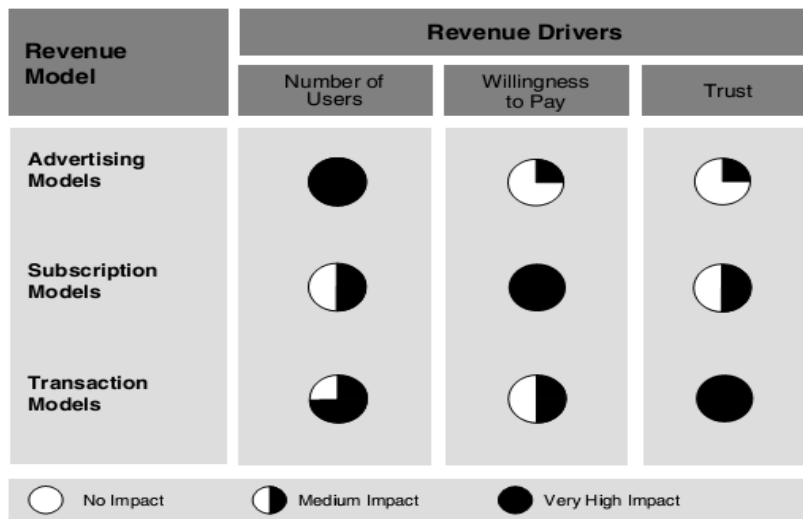 Revenue
Model
Revenue Drivers
Number of
Users
Willingness
to Pay
Trust
Advertising
Models
Subscription
Models
Transaction
Models
No Impact
Medium Impact
Very High Impact